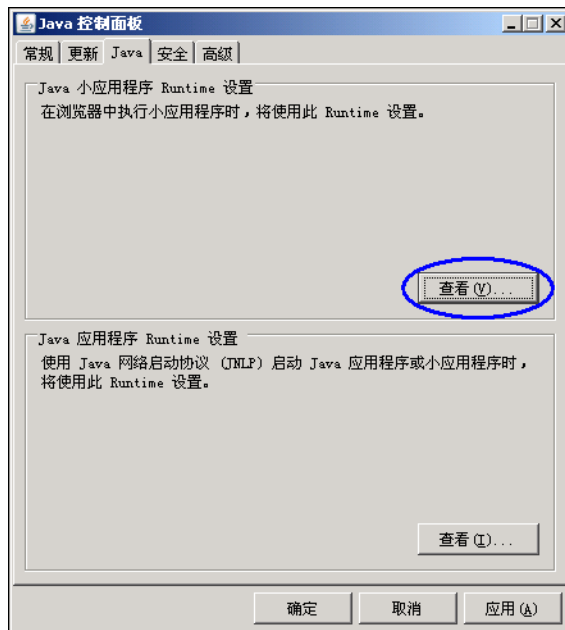 Java 控制面板
常规 更新 Java 安全 高级
Java 小应用程序 Runtime 设置
在浏览器中执行小应用程序时，将使用此 Runtime 设置。
查看(V)...
Java 应用程序 Runtime 设置
使用 Java 网络启动协议 (JNLP) 启动 Java 应用程序或小应用程序时，
将使用此 Runtime 设置。
查看(I)...
确定 取消 应用(A)